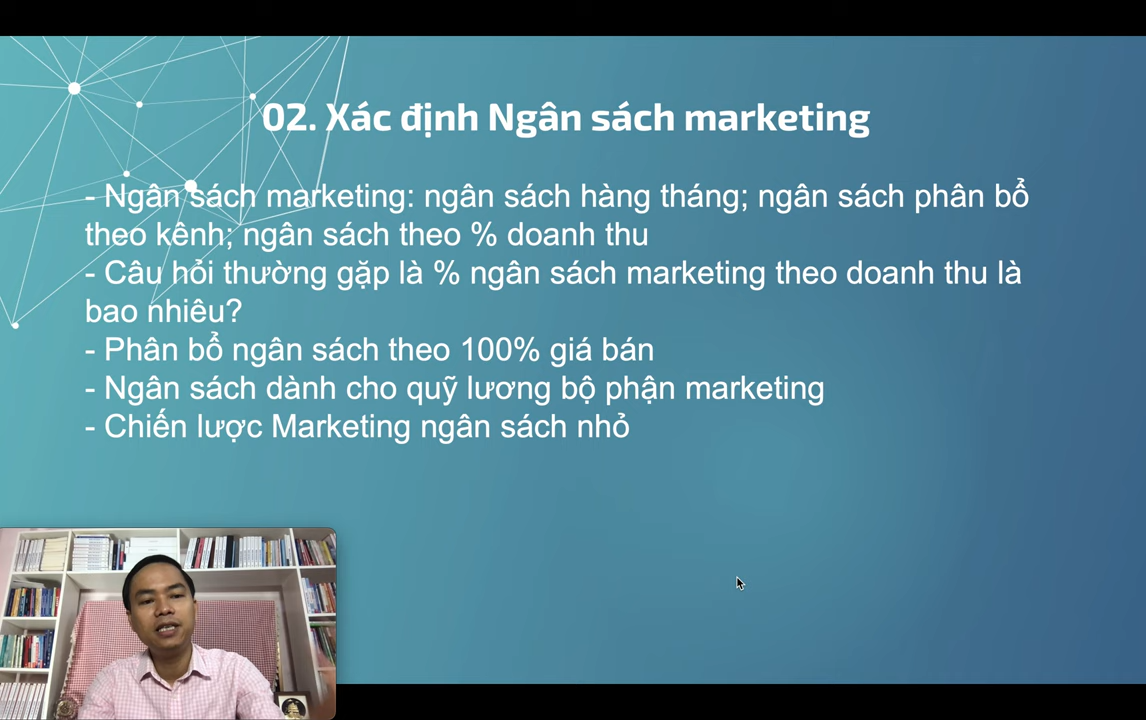 02. Xác định Ngân sách marketing
- Ngân sách marketing: ngân sách hàng tháng; ngân sách phân bổ
theo kênh; ngân sách theo % doanh thu
- Câu hỏi thường gặp là % ngân sách marketing theo doanh thu là
bao nhiêu?
- Phân bổ ngân sách theo 100% giá bán
- Ngân sách dành cho quỹ lương bộ phận marketing
- Chiến lược Marketing ngân sách nhỏ